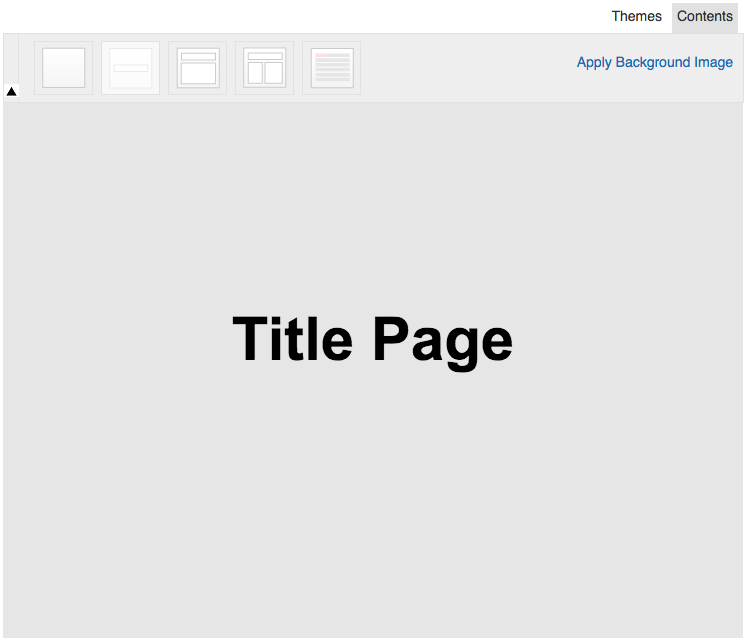 Themes Contents
Apply Background Image
Title Page